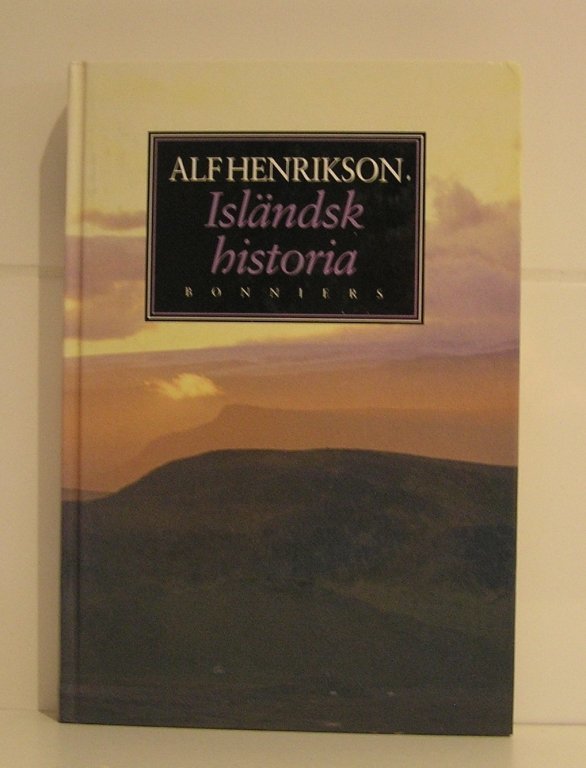 ALF HENRIKSON
Isländsk
historia
BONNIERS